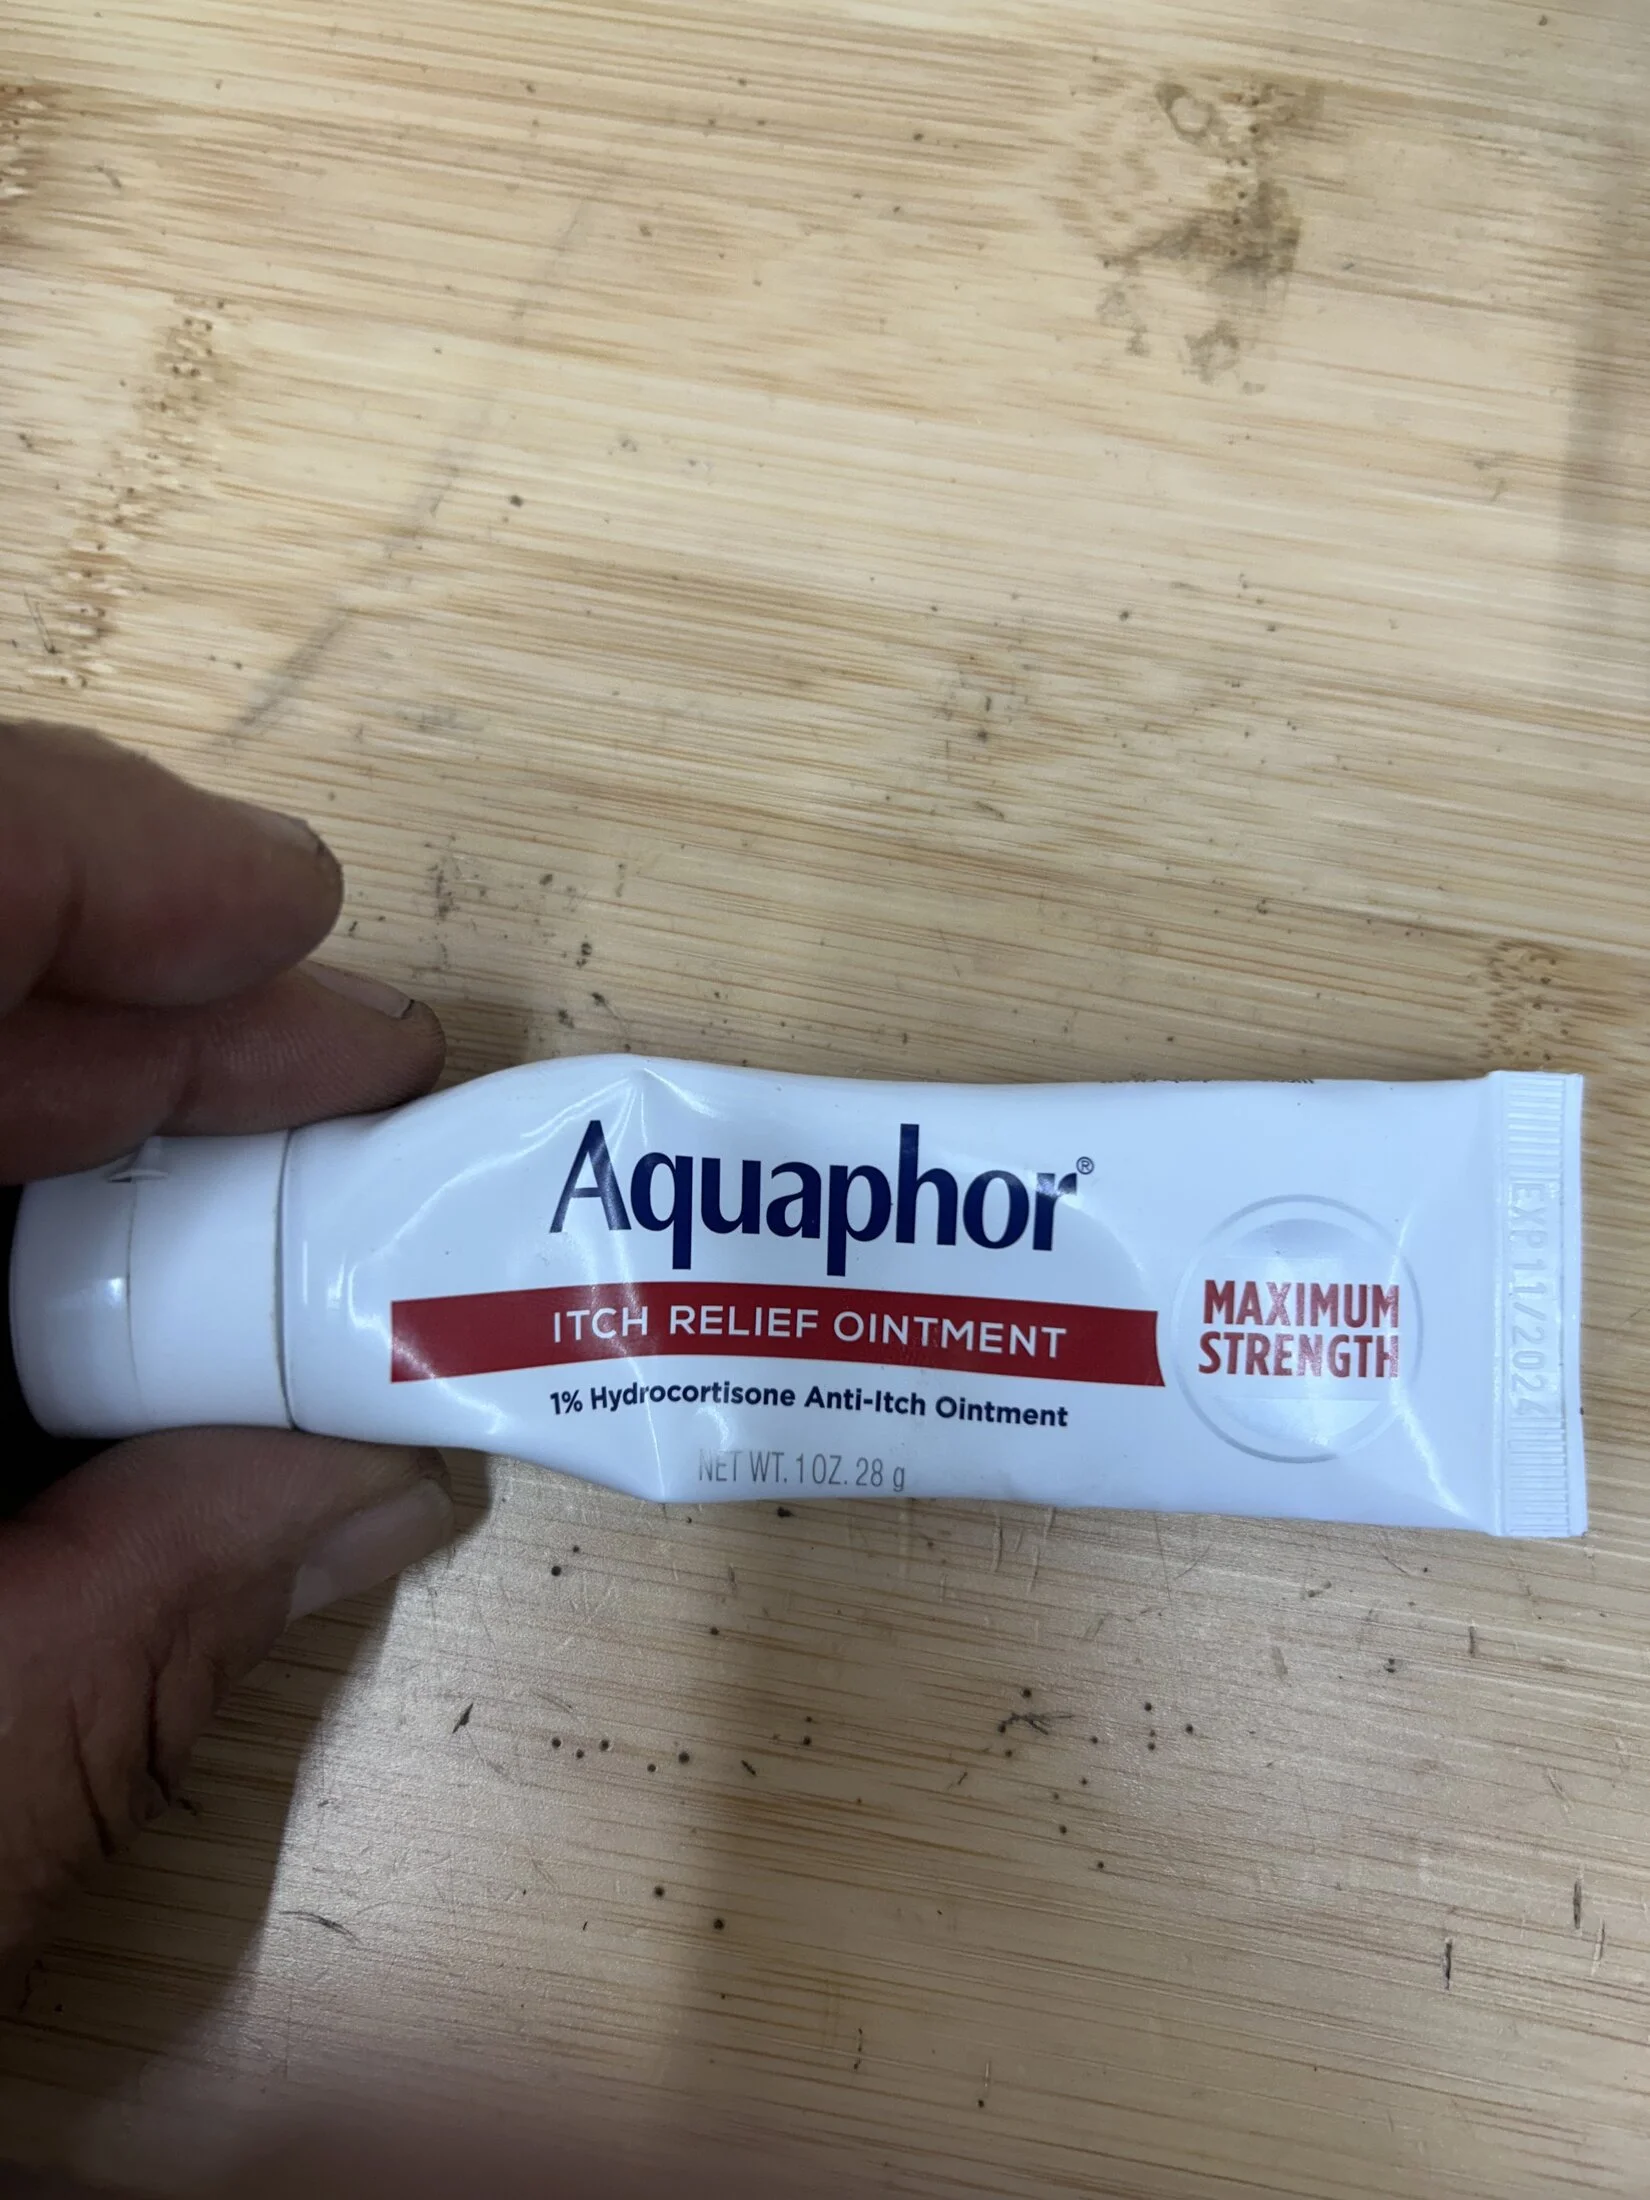 Aquaphor®
ITCH RELIEF OINTMENT
1% Hydrocortisone Anti-Itch Ointment
NET WT. 1 OZ. 28 g
MAXIMUM
STRENGTH
EXP 11/2024